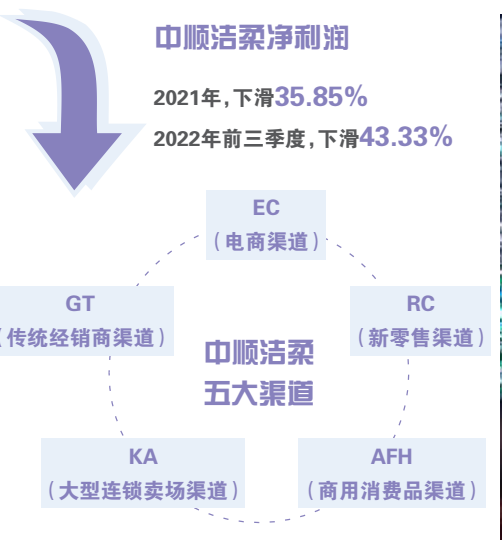 中顺洁柔净利润
2021年,下滑35.85%
2022年前三季度,下滑43.33%
EC
(电商渠道)
GT
(传统经销商渠道)
RC
(新零售渠道)
中顺洁柔
五大渠道
KA
(大型连锁卖场渠道)
AFH
(商用消费品渠道)